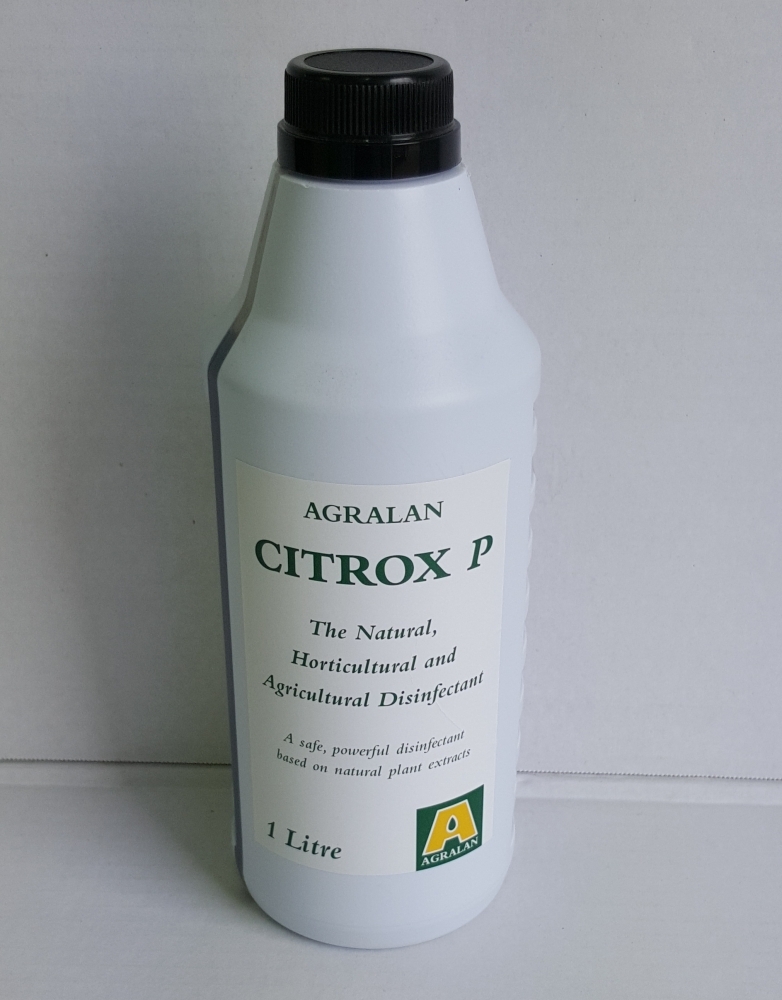 AGRALAN
CITROX P
The Natural,
Horticultural and
Agricultural Disinfectant
A safe, powerful disinfectant
based on natural plant extracts
1 Litre
A
AGRALAN